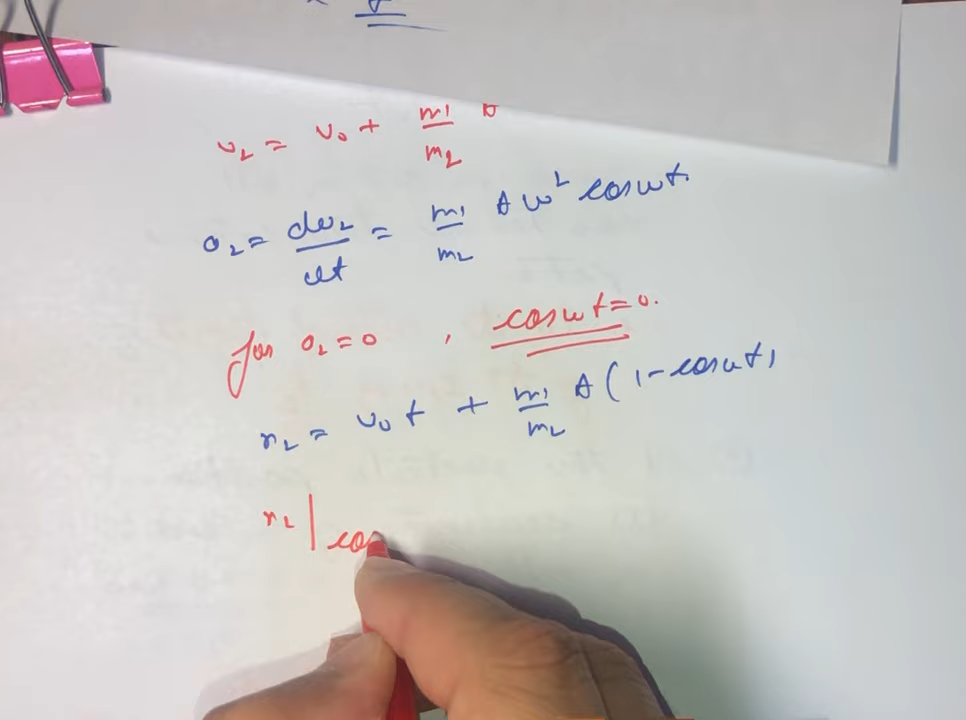 v₂ = v₀ + m₁/m₂ A
a₂ = dv₂/dt = m₁/m₂ A ω² cosωt.
for a₂ = 0 , cosωt = 0.
x₂ = v₀t + m₁/m₂ A (1 - cosωt)
x₂ | cos